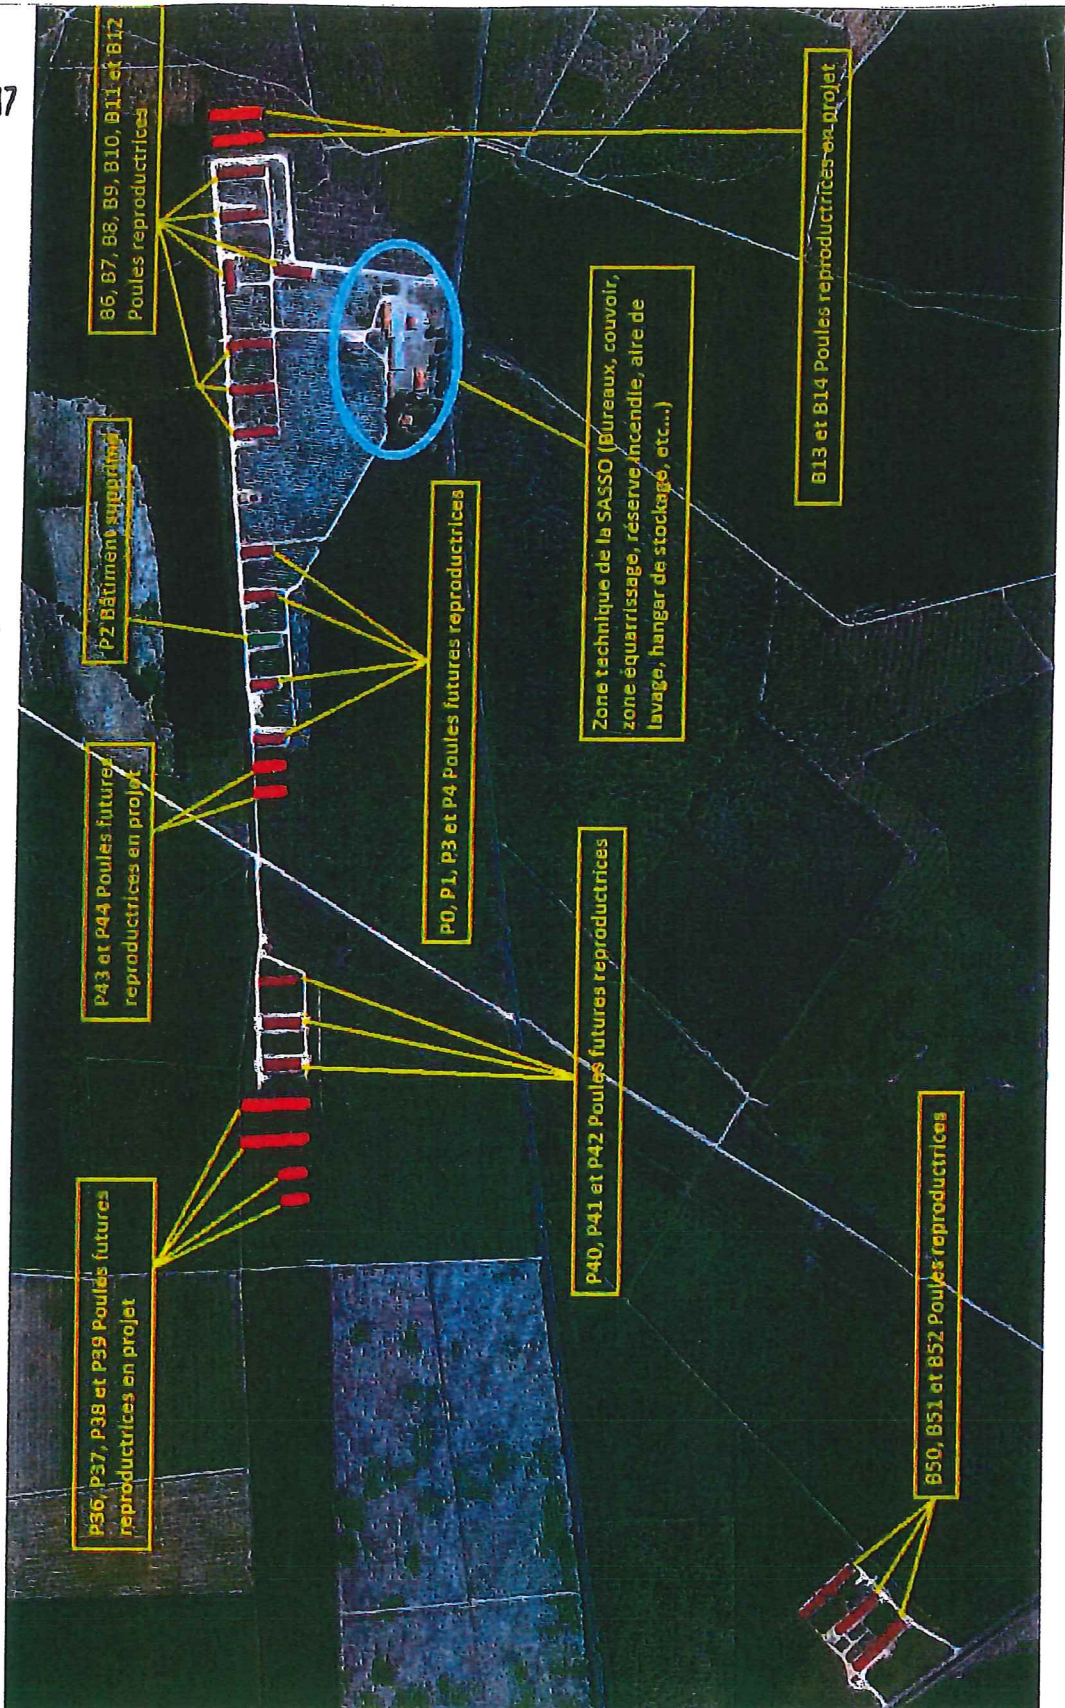 P36, P37, P38 et P39 Poules futures
reproductrices en projet
P43 et P44 Poules futures
reproductrices en projet
P2 Bâtiment supprimé
B6, B7, B8, B9, B10, B11 et B12
Poules reproductrices
P0, P1, P3 et P4 Poules futures reproductrices
P40, P41 et P42 Poules futures reproductrices
Zone technique de la SASSO (Bureaux, couvoir,
zone équarrissage, réserve incendie, aire de
lavage, hangar de stockage, etc...)
B13 et B14 Poules reproductrices en projet
B50, B51 et B52 Poules reproductrices